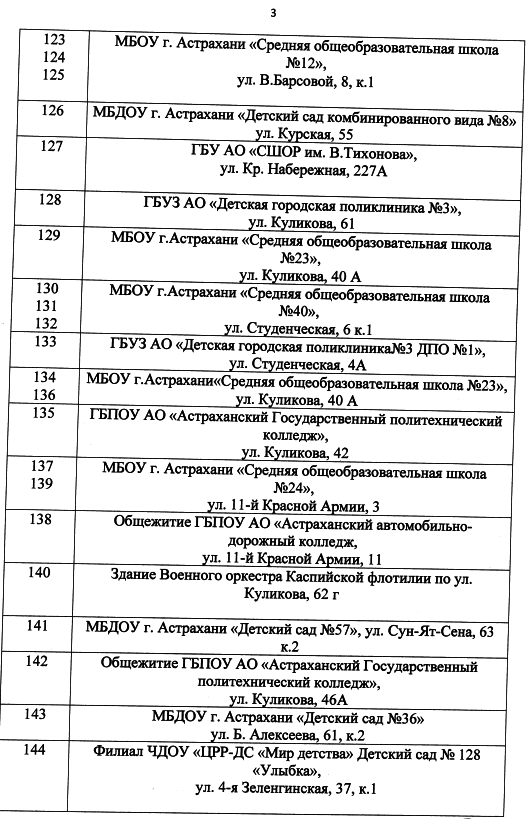 3
123
124
125
МБОУ г. Астрахани «Средняя общеобразовательная школа
№12»,
ул. В.Барсовой, 8, к.1
126
МБДОУ г. Астрахани «Детский сад комбинированного вида №8»
ул. Курская, 55
127
ГБУ АО «СШОР им. В.Тихонова»,
ул. Кр. Набережная, 227А
128
ГБУЗ АО «Детская городская поликлиника №3»,
ул. Куликова, 61
129
МБОУ г.Астрахани «Средняя общеобразовательная школа
№23»,
ул. Куликова, 40 А
130
131
132
МБОУ г.Астрахани «Средняя общеобразовательная школа
№40»,
ул. Студенческая, 6 к.1
133
ГБУЗ АО «Детская городская поликлиника№3 ДПО №1»,
ул. Студенческая, 4А
134
136
МБОУ г.Астрахани«Средняя общеобразовательная школа №23»,
ул. Куликова, 40 А
135
ГБПОУ АО «Астраханский Государственный политехнический
колледж»,
ул. Куликова, 42
137
139
МБОУ г. Астрахани «Средняя общеобразовательная школа
№24»,
ул. 11-й Красной Армии, 3
138
Общежитие ГБПОУ АО «Астраханский автомобильно-
дорожный колледж,
ул. 11-й Красной Армии, 11
140
Здание Военного оркестра Каспийской флотилии по ул.
Куликова, 62 г
141
МБДОУ г. Астрахани «Детский сад №57», ул. Сун-Ят-Сена, 63
к.2
142
Общежитие ГБПОУ АО «Астраханский Государственный
политехнический колледж»,
ул. Куликова, 46А
143
МБДОУ г. Астрахани «Детский сад №36»
ул. Б. Алексеева, 61, к.2
144
Филиал ЧДОУ «ЦРР-ДС «Мир детства» Детский сад № 128
«Улыбка»,
ул. 4-я Зеленгинская, 37, к.1